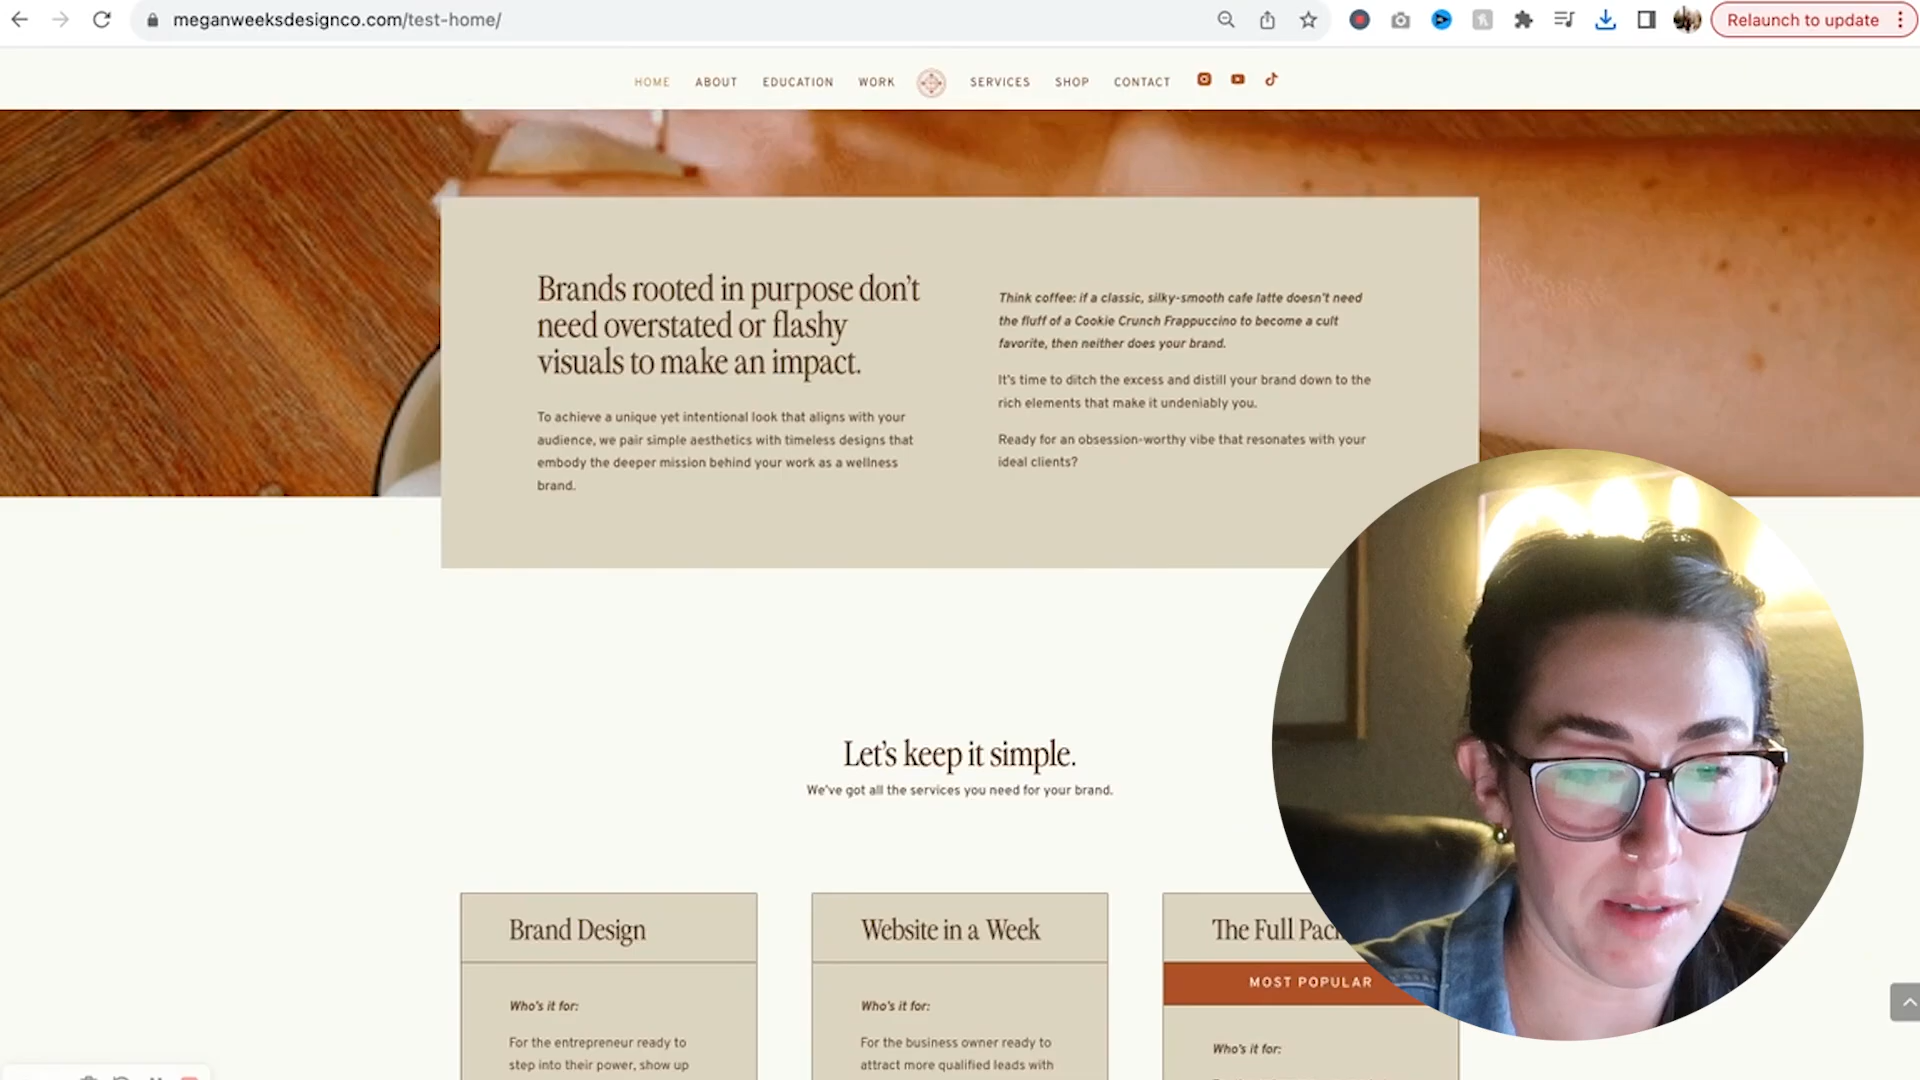 meganweeksdesignco.com/test-home/
Relaunch to update
HOME ABOUT EDUCATION WORK SERVICES SHOP CONTACT
Brands rooted in purpose don't
need overstated or flashy
visuals to make an impact.
To achieve a unique yet intentional look that aligns with your
audience, we pair simple aesthetics with timeless designs that
embody the deeper mission behind your work as a wellness
brand.
Think coffee: if a classic, silky-smooth cafe latte doesn't need
the fluff of a Cookie Crunch Frappuccino to become a cult
favorite, then neither does your brand.
It's time to ditch the excess and distill your brand down to the
rich elements that make it undeniably you.
Ready for an obsession-worthy vibe that resonates with your
ideal clients?
Let's keep it simple.
We've got all the services you need for your brand.
Brand Design
Who's it for:
For the entrepreneur ready to
step into their power, show up
Website in a Week
Who's it for:
For the business owner ready to
attract more qualified leads with
The Full
MOST POPULAR
Who's it for: